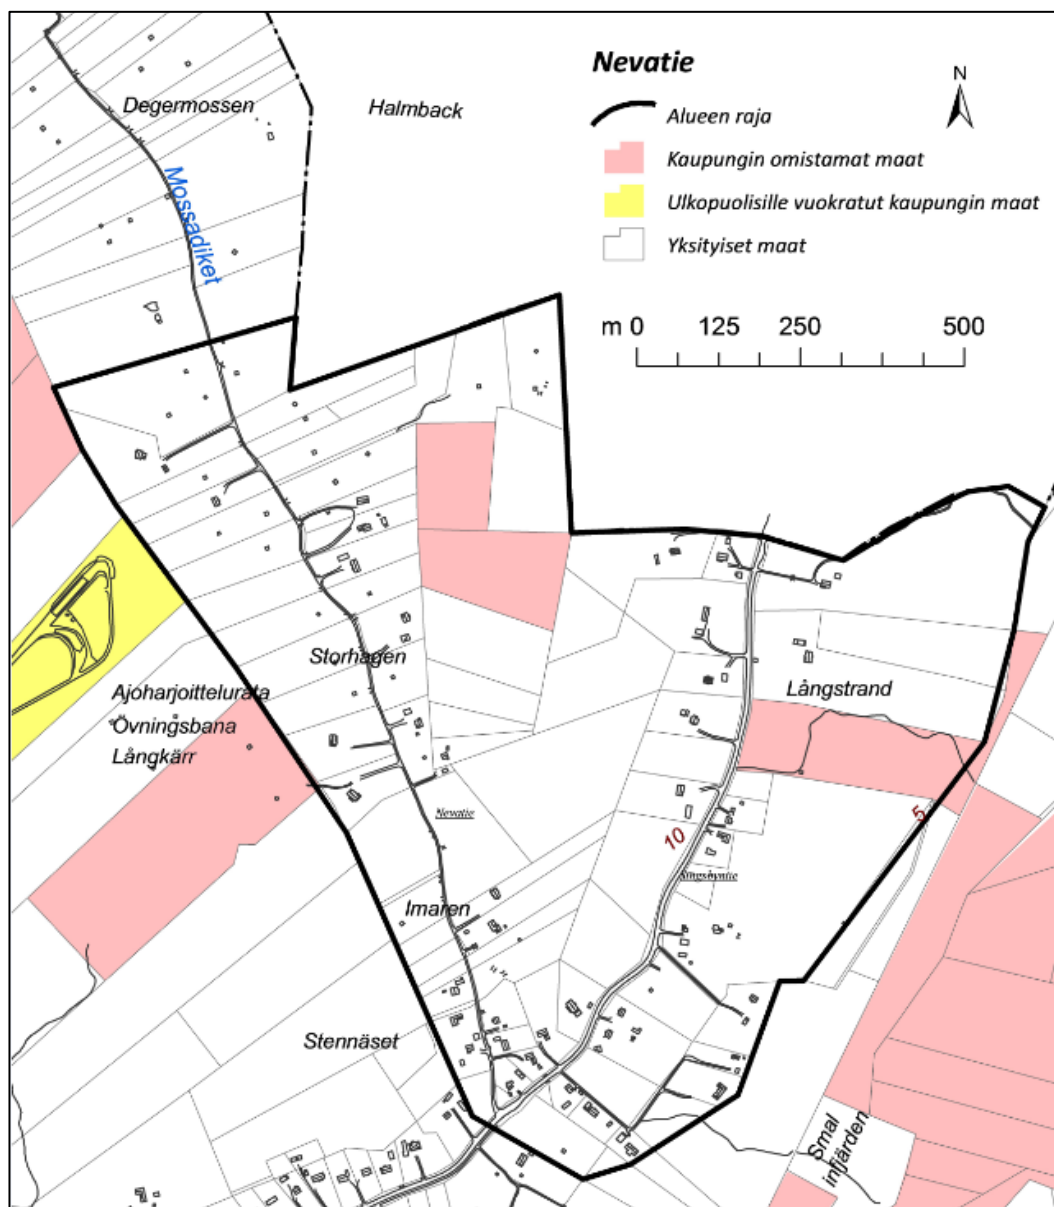 Nevatie
N
Alueen raja
Kaupungin omistamat maat
Ulkopuolisille vuokratut kaupungin maat
Yksityiset maat
m 0 125 250 500
Degermossen
Halmback
Mossadiket
Storhagen
Ajoharjoittelurata
Övningsbana
Långkärr
Långstrand
Nevatie
10
5
Imaren
Stennäset
Smal
infjärden